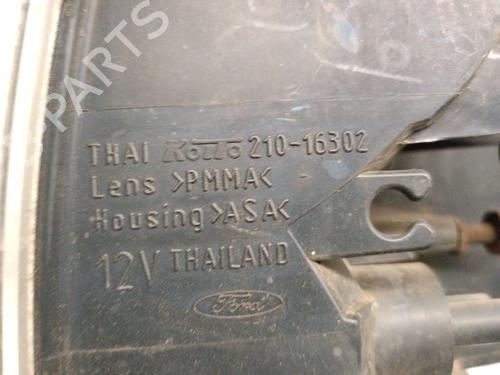 B-PARTS
THAI Koito 210-16302
Lens >PMMA<
Housing >ASA<
12V THAILAND
Ford